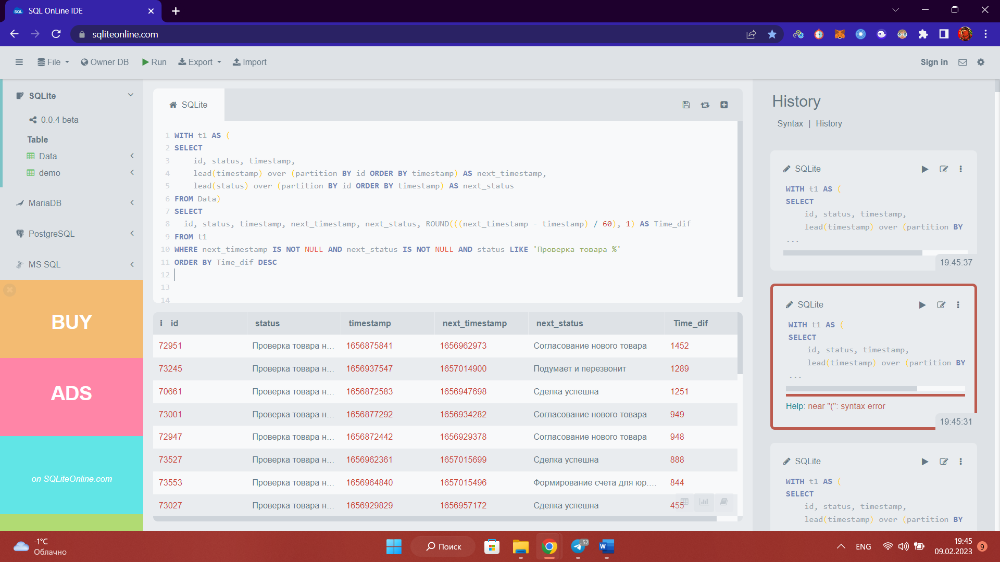 SQL OnLine IDE
sqliteonline.com
File
Owner DB
Run
Export
Import
Sign in
SQLite
0.0.4 beta
Table
Data
demo
MariaDB
PostgreSQL
MS SQL
BUY
ADS
on SQLiteOnline.com
SQLite
1 WITH t1 AS (
2 SELECT
3 id, status, timestamp,
4 lead(timestamp) over (partition BY id ORDER BY timestamp) AS next_timestamp,
5 lead(status) over (partition BY id ORDER BY timestamp) AS next_status
6 FROM Data)
7 SELECT
8 id, status, timestamp, next_timestamp, next_status, ROUND(((next_timestamp - timestamp) / 60), 1) AS Time_dif
9 FROM t1
10 WHERE next_timestamp IS NOT NULL AND next_status IS NOT NULL AND status LIKE 'Проверка товара %'
11 ORDER BY Time_dif DESC
12
13
14
id status timestamp next_timestamp next_status Time_dif
72951 Проверка товара н... 1656875841 1656962973 Согласование нового товара 1452
73245 Проверка товара н... 1656937547 1657014900 Подумает и перезвонит 1289
70661 Проверка товара н... 1656872583 1656947698 Сделка успешна 1251
73001 Проверка товара н... 1656877292 1656934282 Согласование нового товара 949
72947 Проверка товара н... 1656872442 1656929378 Согласование нового товара 948
73527 Проверка товара н... 1656962361 1657015699 Сделка успешна 888
73553 Проверка товара н... 1656964840 1657015496 Формирование счета для юр.... 844
73027 Проверка товара н... 1656929829 1656957172 Сделка успешна 455
History
Syntax | History
SQLite
WITH t1 AS (
SELECT
id, status, timestamp,
lead(timestamp) over (partition BY
...
19:45:37
SQLite
WITH t1 AS (
SELECT
id, status, timestamp,
lead(timestamp) over (partition BY
...
Help: near "(": syntax error
19:45:31
SQLite
WITH t1 AS (
SELECT
id, status, timestamp,
lead(timestamp) over (partition BY
-1°C
Облачно
Поиск
52
ENG
19:45
09.02.2023
9